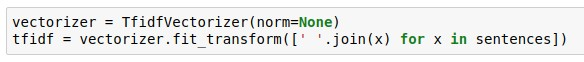 vectorizer = TfidfVectorizer(norm=None)
tfidf = vectorizer.fit_transform([' '.join(x) for x in sentences])